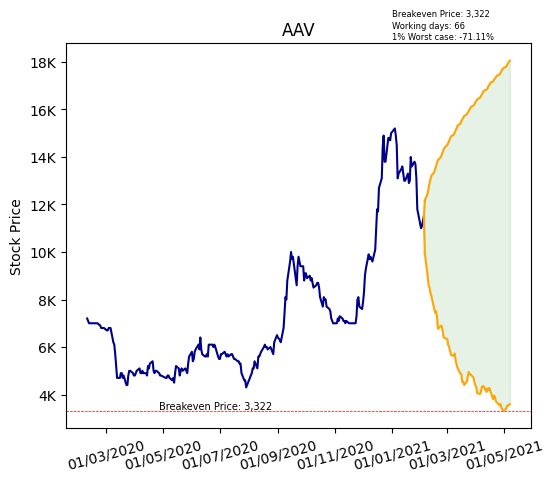 Breakeven Price: 3,322
Working days: 66
1% Worst case: -71.11%
AAV
Stock Price
18K
16K
14K
12K
10K
8K
6K
4K
Breakeven Price: 3,322
01/03/2020
01/05/2020
01/07/2020
01/09/2020
01/11/2020
01/01/2021
01/03/2021
01/05/2021